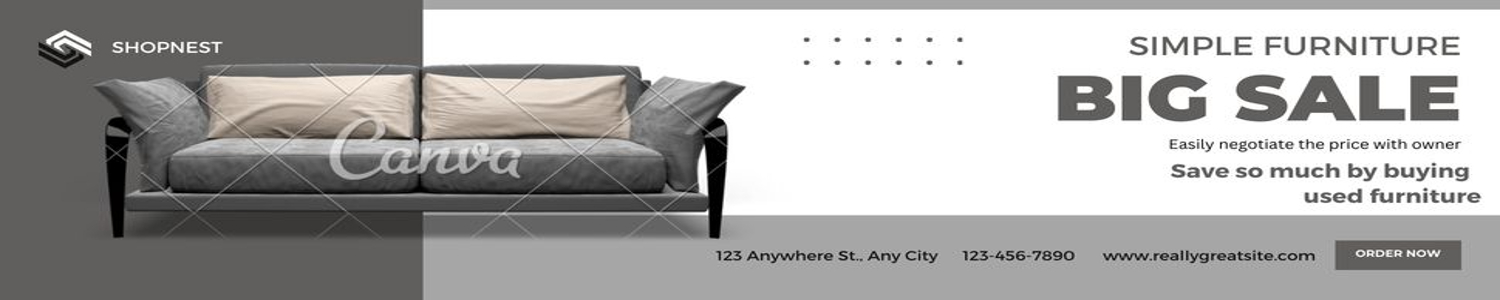 SHOPNEST
Canva
SIMPLE FURNITURE
BIG SALE
Easily negotiate the price with owner
Save so much by buying
used furniture
123 Anywhere St., Any City 123-456-7890 www.reallygreatsite.com ORDER NOW